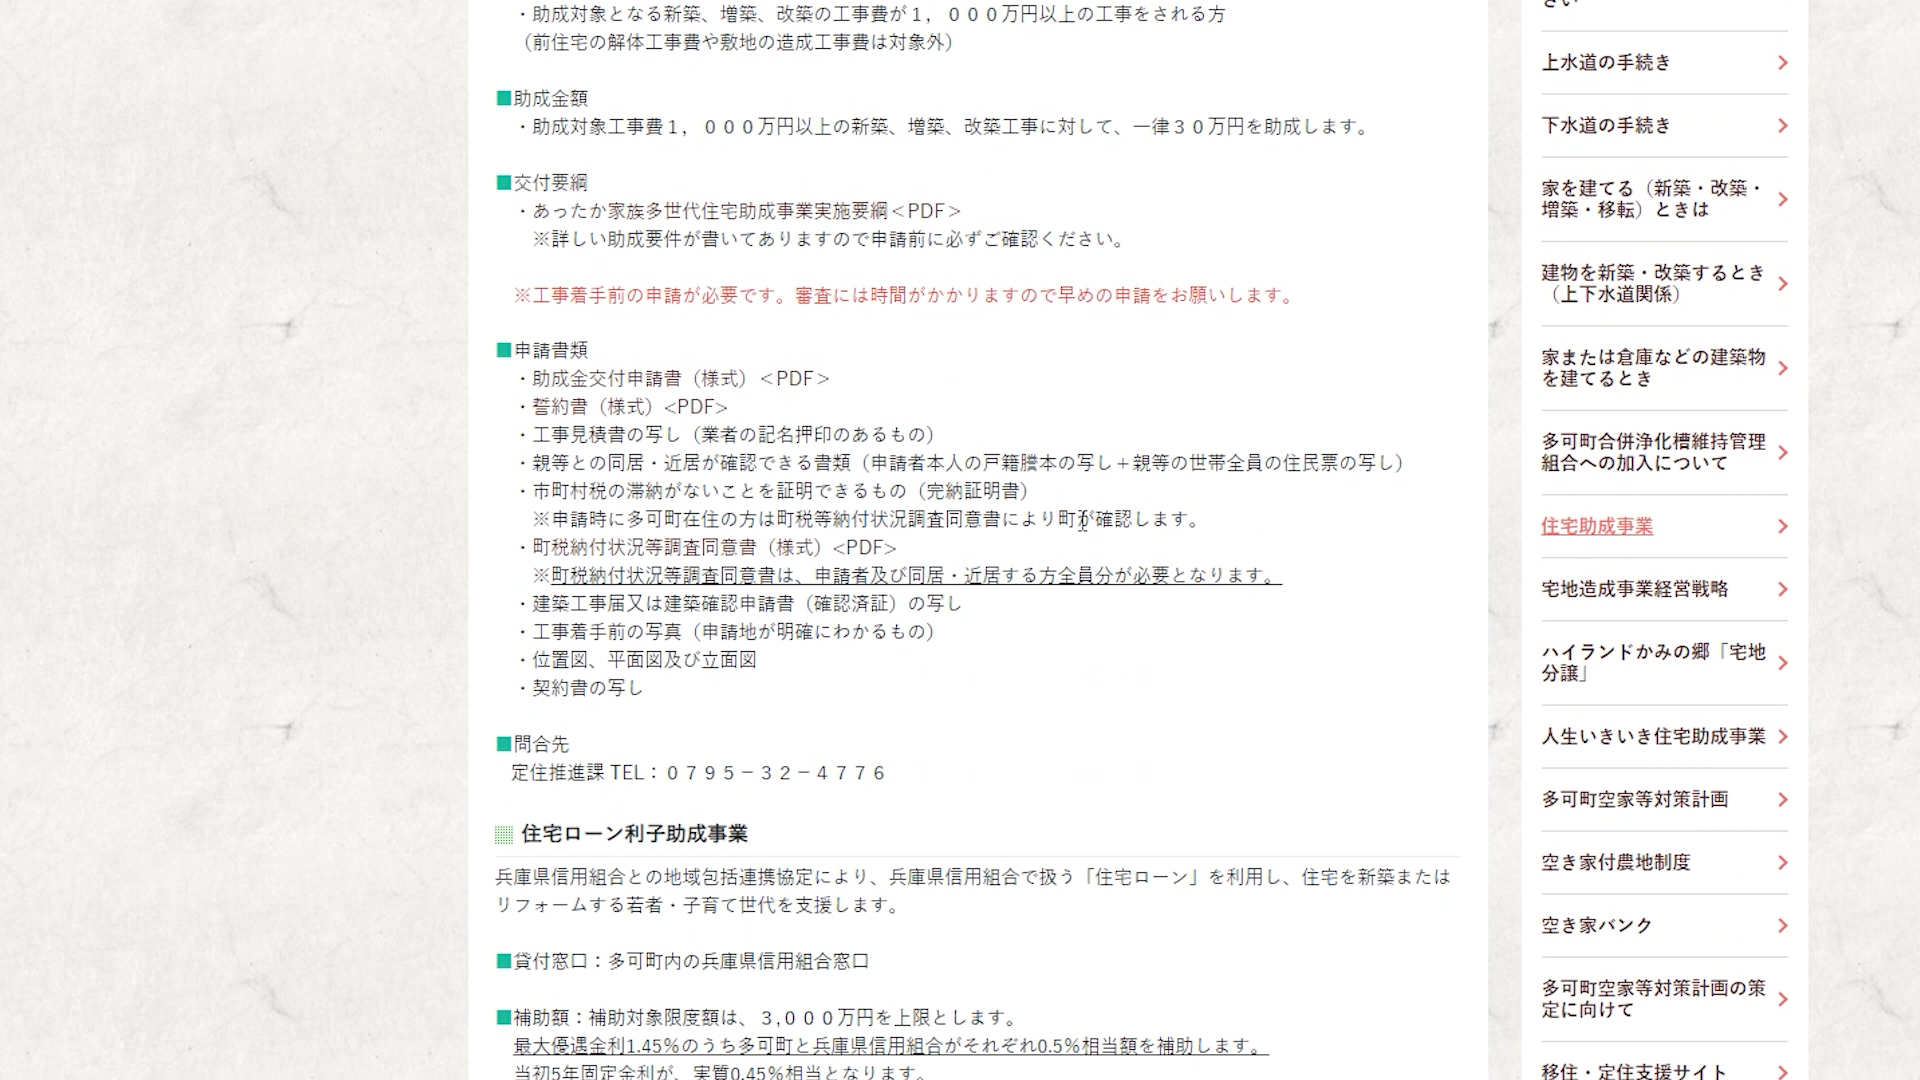 ・助成対象となる新築、増築、改築の工事費が１，０００万円以上の工事をされる方
（前住宅の解体工事費や敷地の造成工事費は対象外）
■助成金額
・助成対象工事費１，０００万円以上の新築、増築、改築工事に対して、一律３０万円を助成します。
■交付要綱
・あったか家族多世代住宅助成事業実施要綱＜PDF＞
※詳しい助成要件が書いてありますので申請前に必ずご確認ください。
※工事着手前の申請が必要です。審査には時間がかかりますので早めの申請をお願いします。
■申請書類
・助成金交付申請書（様式）＜PDF＞
・誓約書（様式）<PDF>
・工事見積書の写し（業者の記名押印のあるもの）
・親等との同居・近居が確認できる書類（申請者本人の戸籍謄本の写し＋親等の世帯全員の住民票の写し）
・市町村税の滞納がないことを証明できるもの（完納証明書）
※申請時に多可町在住の方は町税等納付状況調査同意書により町が確認します。
・町税納付状況等調査同意書（様式）<PDF>
※町税納付状況等調査同意書は、申請者及び同居・近居する方全員分が必要となります。
・建築工事届又は建築確認申請書（確認済証）の写し
・工事着手前の写真（申請地が明確にわかるもの）
・位置図、平面図及び立面図
・契約書の写し
■問合先
定住推進課 TEL：０７９５－３２－４７７６
住宅ローン利子助成事業
兵庫県信用組合との地域包括連携協定により、兵庫県信用組合で扱う「住宅ローン」を利用し、住宅を新築または
リフォームする若者・子育て世代を支援します。
■貸付窓口：多可町内の兵庫県信用組合窓口
■補助額：補助対象限度額は、３,０００万円を上限とします。
最大優遇金利1.45%のうち多可町と兵庫県信用組合がそれぞれ0.5%相当額を補助します。
当初5年固定金利が、実質0.45%相当となります。
さい
上水道の手続き
下水道の手続き
家を建てる（新築・改築・
増築・移転）ときは
建物を新築・改築するとき
（上下水道関係）
家または倉庫などの建築物
を建てるとき
多可町合併浄化槽維持管理
組合への加入について
住宅助成事業
宅地造成事業経営戦略
ハイランドかみの郷「宅地
分譲」
人生いきいき住宅助成事業
多可町空家等対策計画
空き家付農地制度
空き家バンク
多可町空家等対策計画の策
定に向けて
移住・定住支援サイト